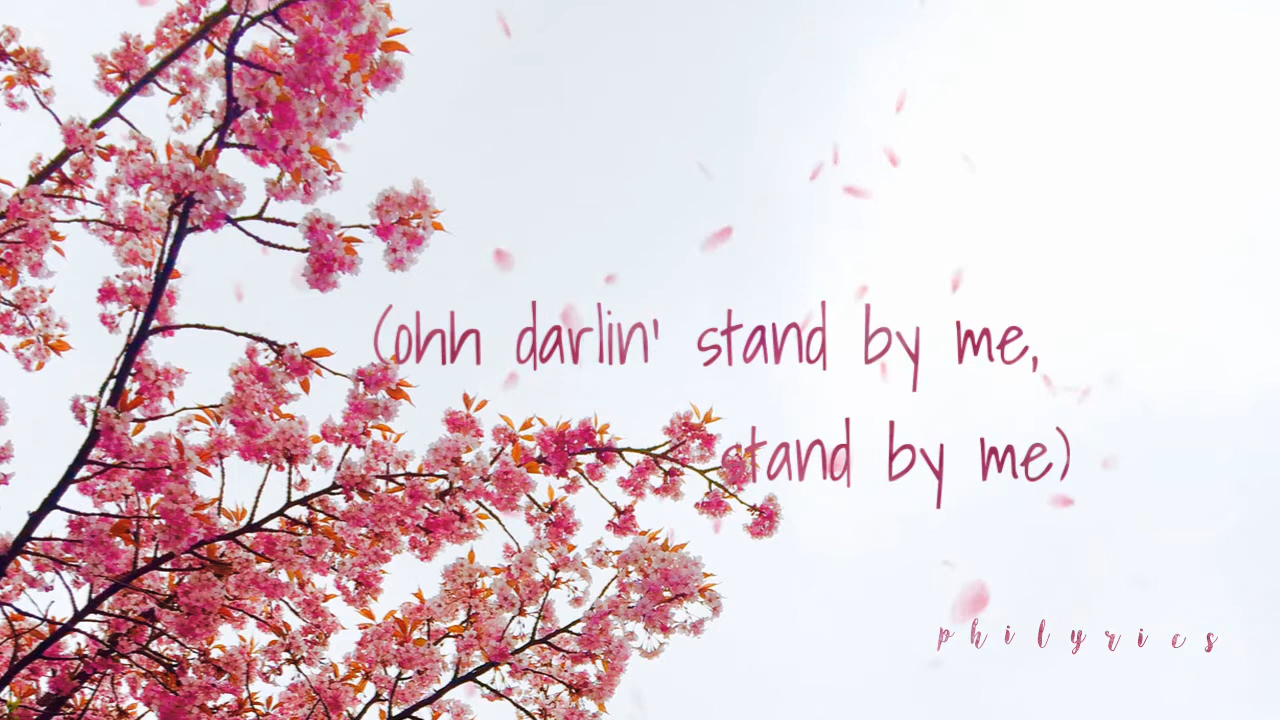 (ohh darlin' stand by me,
stand by me)
philyrics